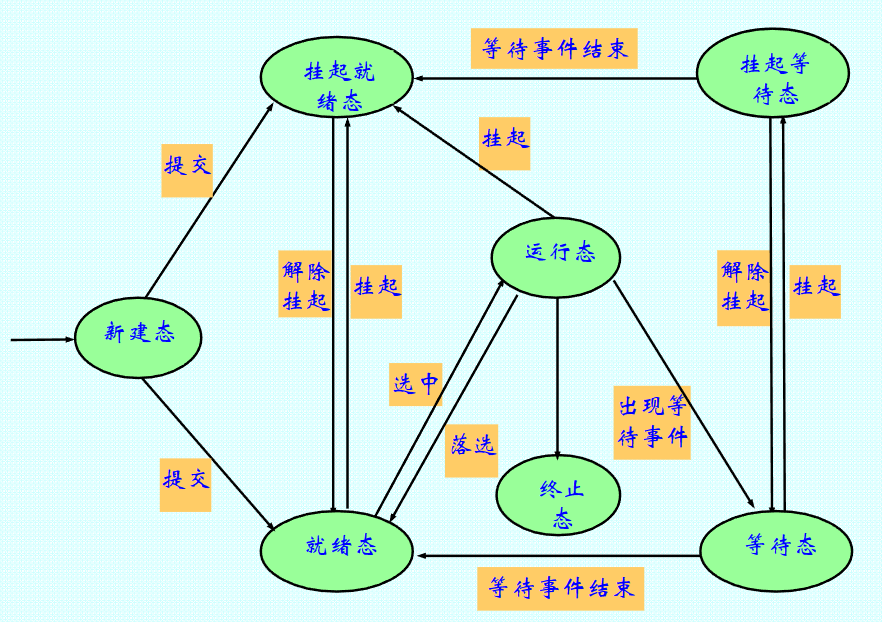 等待事件结束
挂起就
绪态
挂起等
待态
挂起
提交
运行态
解除
挂起
挂起
解除
挂起
挂起
新建态
选中
出现等
待事件
落选
提交
终止
态
就绪态
等待态
等待事件结束